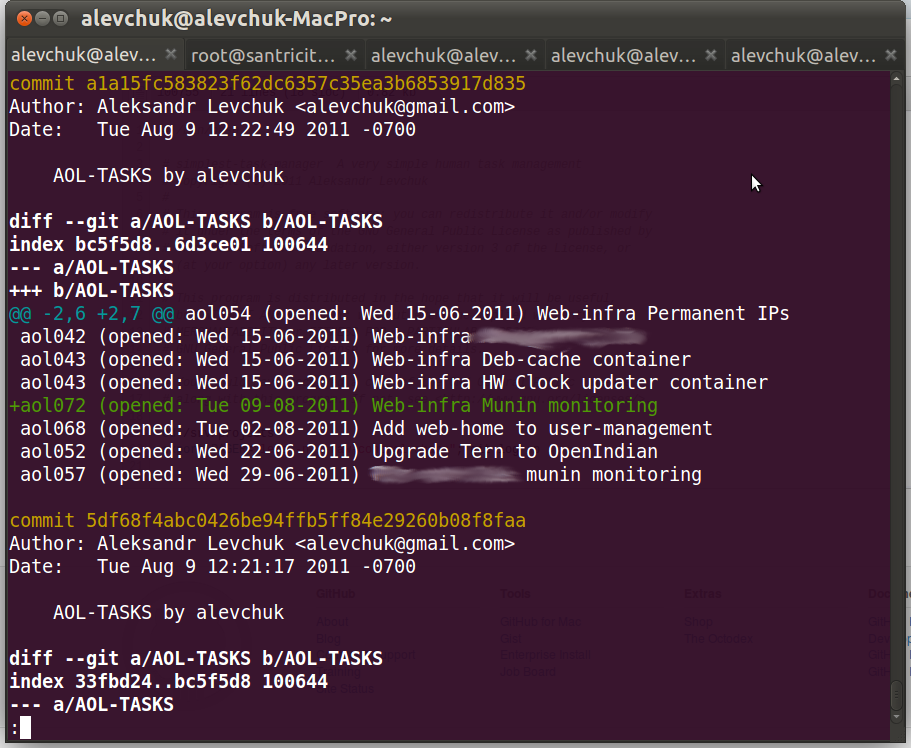 alevchuk@alevchuk-MacPro: ~
alevchuk@alev... root@santricit... alevchuk@aev... alevchuk@aev... alevchuk@alev...
commit a1a15fc583823f62dc6357c35ea3b6853917d835
Author: Aleksandr Levchuk <alevchuk@gmail.com>
Date:   Tue Aug 9 12:22:49 2011 -0700
    AOL-TASKS by alevchuk
diff --git a/AOL-TASKS b/AOL-TASKS
index bc5f5d8..6d3ce01 100644
--- a/AOL-TASKS
+++ b/AOL-TASKS
@@ -2,6 +2,7 @@ aol054 (opened: Wed 15-06-2011) Web-infra Permanent IPs
 aol042 (opened: Wed 15-06-2011) Web-infra
 aol043 (opened: Wed 15-06-2011) Web-infra Deb-cache container
 aol043 (opened: Wed 15-06-2011) Web-infra HW Clock updater container
+aol072 (opened: Tue 09-08-2011) Web-infra Munin monitoring
 aol068 (opened: Tue 02-08-2011) Add web-home to user-management
 aol052 (opened: Wed 22-06-2011) Upgrade Tern to OpenIndian
 aol057 (opened: Wed 29-06-2011) munin monitoring
commit 5df68f4abc0426be94ffb5ff84e29260b08f8faa
Author: Aleksandr Levchuk <alevchuk@gmail.com>
Date:   Tue Aug 9 12:21:17 2011 -0700
    AOL-TASKS by alevchuk
diff --git a/AOL-TASKS b/AOL-TASKS
index 33fbd24..bc5f5d8 100644
--- a/AOL-TASKS
: